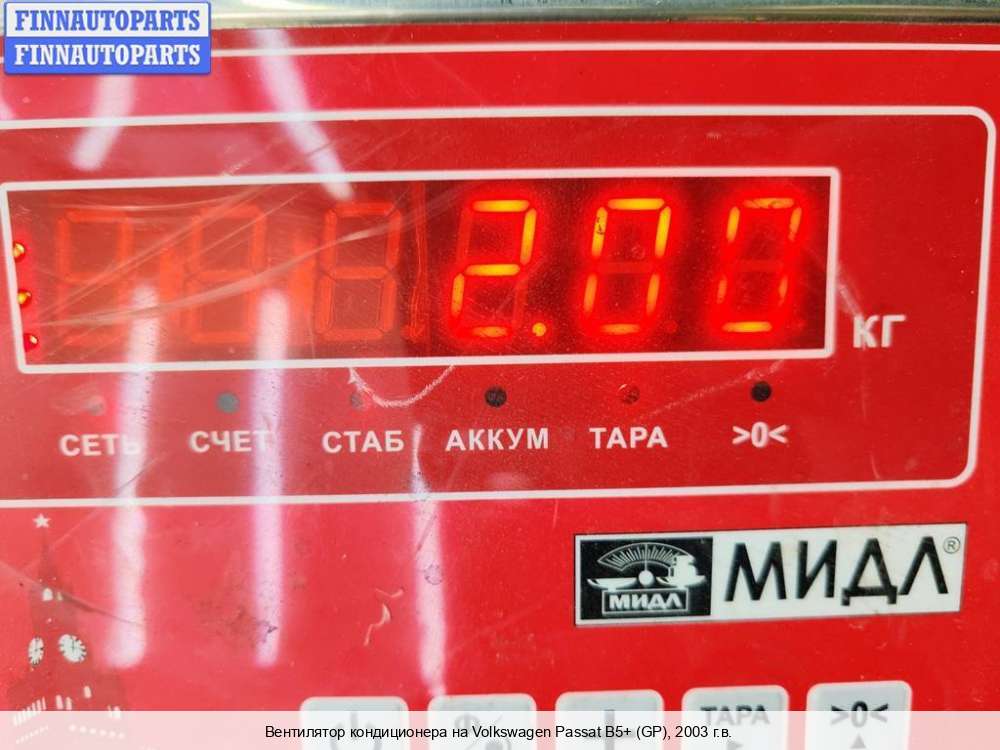 FINNAUTOPARTS
FINNAUTOPARTS
2.00
КГ
СЕТЬ СЧЕТ СТАБ АККУМ ТАРА >0<
МИДЛ МИДЛ®
ТАРА >0<
Вентилятор кондиционера на Volkswagen Passat B5+ (GP), 2003 г.в.